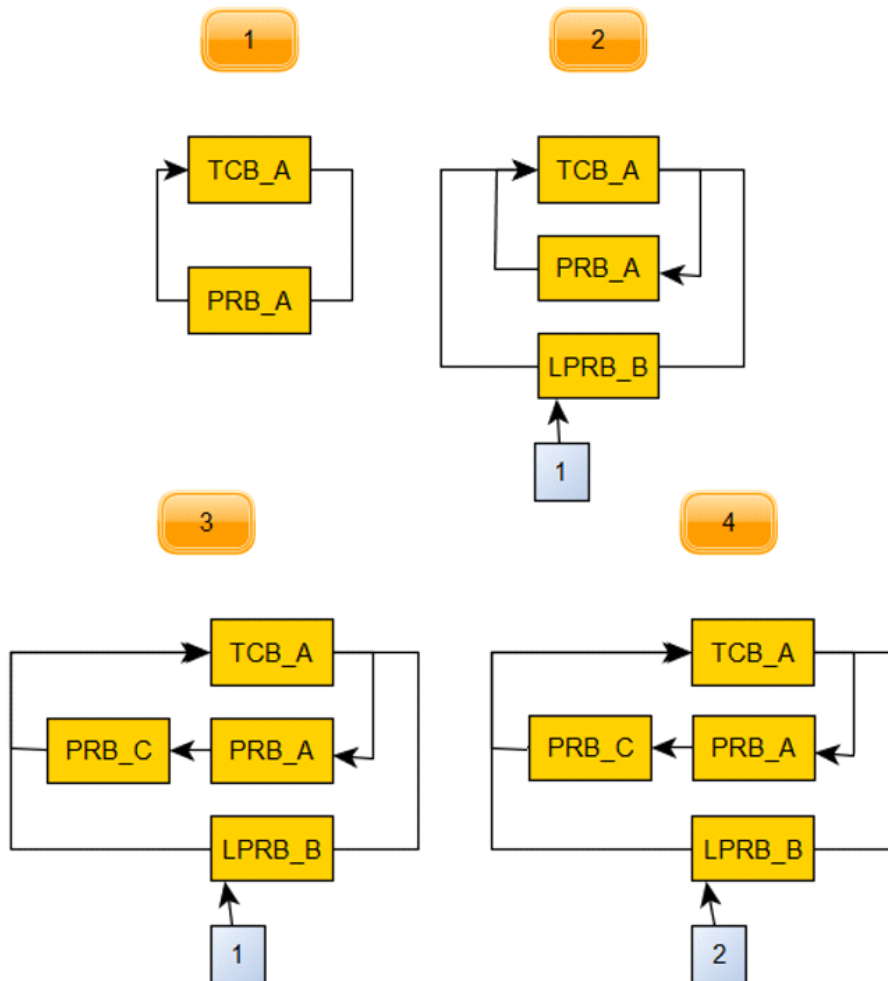 1
2
TCB_A
PRB_A
TCB_A
PRB_A
LPRB_B
1
3
4
TCB_A
PRB_C
PRB_A
LPRB_B
1
TCB_A
PRB_C
PRB_A
LPRB_B
2